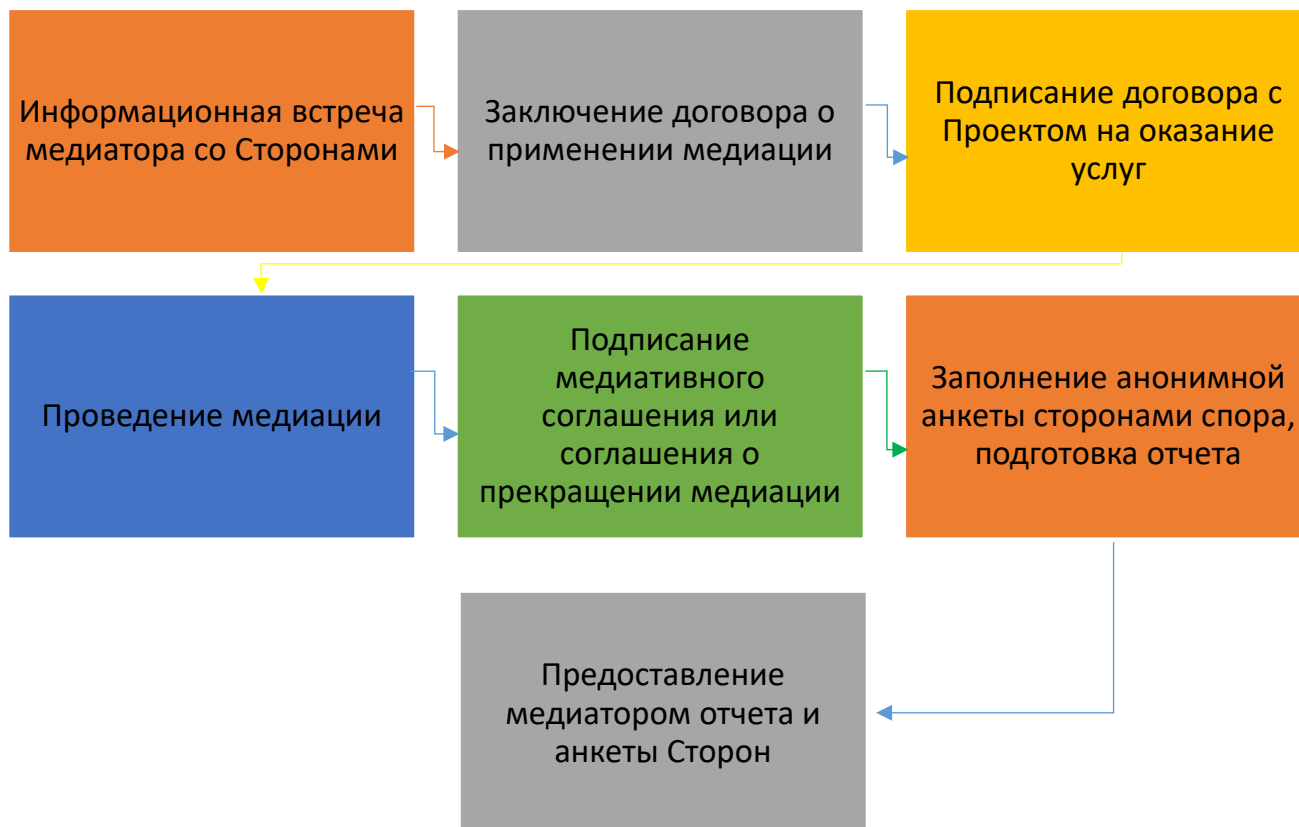 Информационная встреча
медиатора со Сторонами
Заключение договора о
применении медиации
Подписание договора с
Проектом на оказание
услуг
Проведение медиации
Подписание
медиативного
соглашения или
соглашения о
прекращении медиации
Заполнение анонимной
анкеты сторонами спора,
подготовка отчета
Предоставление
медиатором отчета и
анкеты Сторон